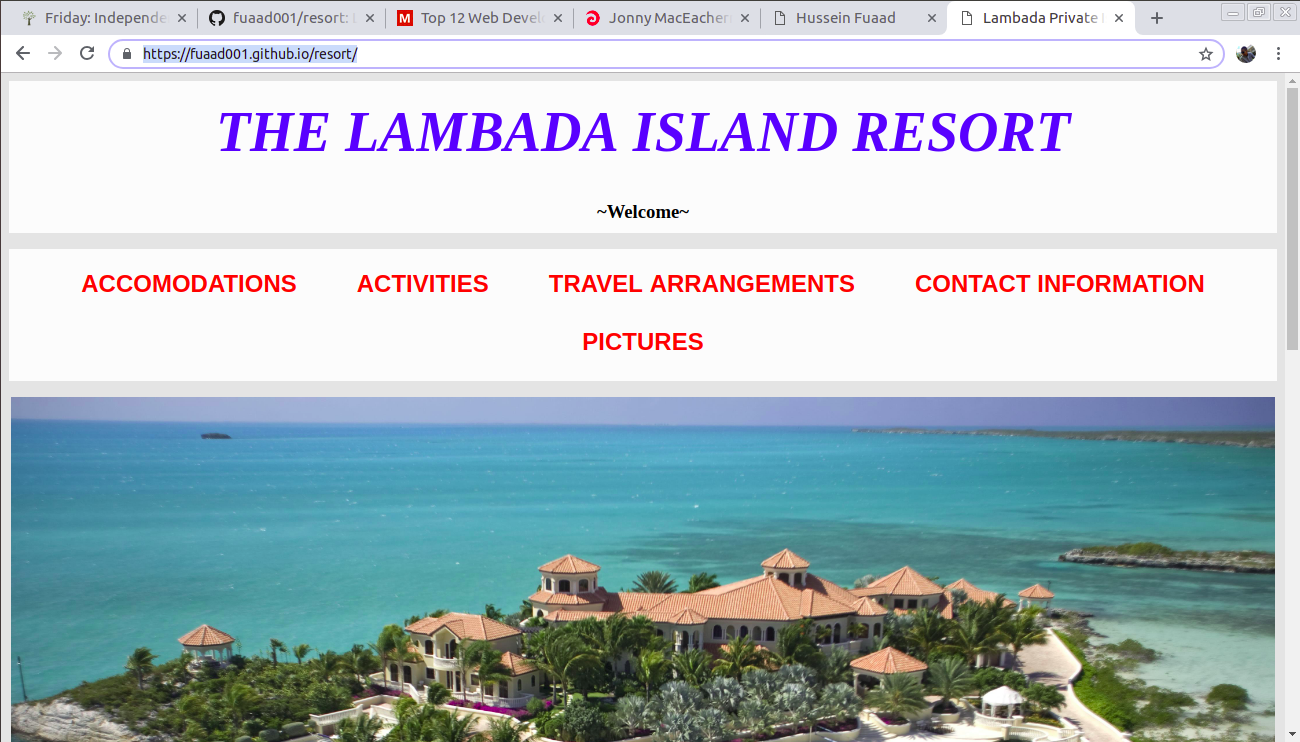 Friday: Independe
fuaad001/resort: L
M Top 12 Web Develo
Jonny MacEachern
Hussein Fuaad
Lambada Private
https://fuaad001.github.io/resort/
THE LAMBADA ISLAND RESORT
~Welcome~
ACCOMODATIONS ACTIVITIES TRAVEL ARRANGEMENTS CONTACT INFORMATION
PICTURES